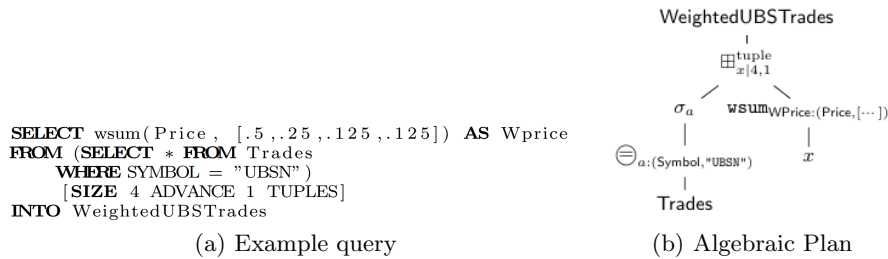 SELECT wsum(Price, [.5,.25,.125,.125]) AS Wprice
FROM (SELECT * FROM Trades
WHERE SYMBOL = "UBSN")
[SIZE 4 ADVANCE 1 TUPLES]
INTO WeightedUBSTrades
(a) Example query
WeightedUBSTrades
⊞ tuple x|4,1
σa wsumWPrice:(Price,[⋯])
⊜a:(Symbol,"UBSN") x
Trades
(b) Algebraic Plan